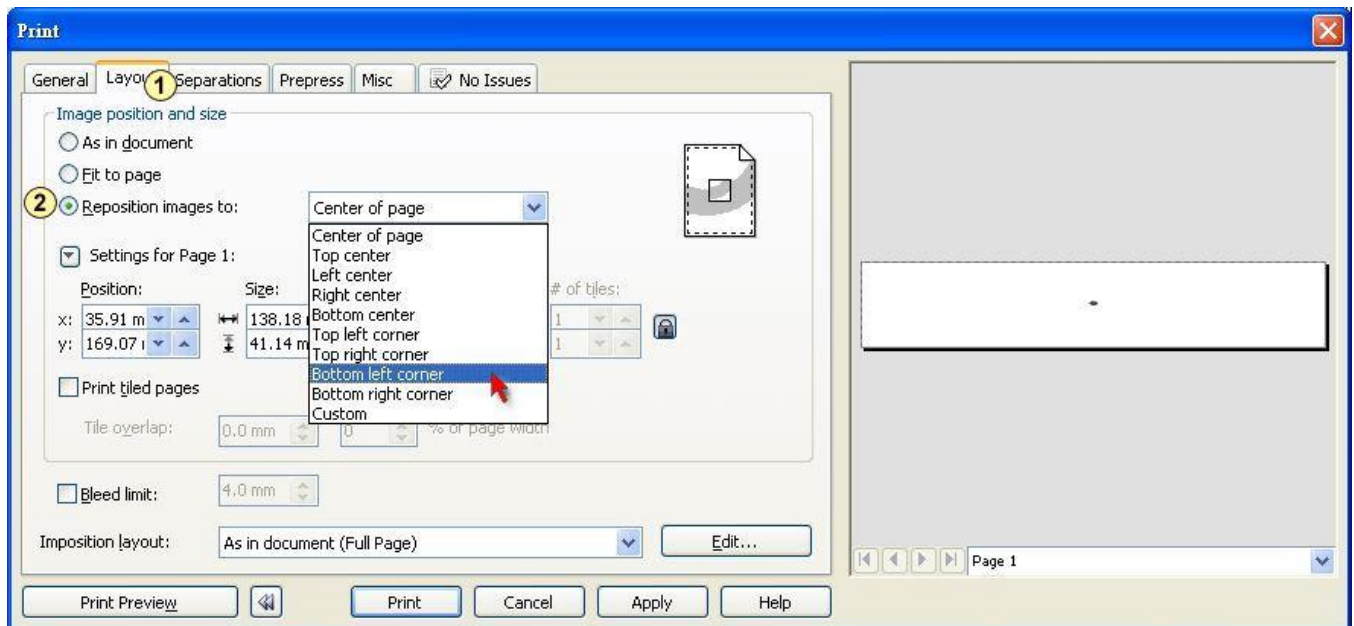 Print
General Layou 1 Separations Prepress Misc No Issues
Image position and size
As in document
Fit to page
2 Reposition images to: Center of page
Center of page
Top center
Left center
Right center
Bottom center
Top left corner
Top right corner
Bottom left corner
Bottom right corner
Custom
Settings for Page 1:
Position: Size: # of tiles:
x: 35.91 m 138.18 1
y: 169.07 41.14 m 1
Print tiled pages
Tile overlap: 0.0 mm 0 % of page width
Bleed limit: 4.0 mm
Imposition layout: As in document (Full Page) Edit...
Page 1
Print Preview Print Cancel Apply Help